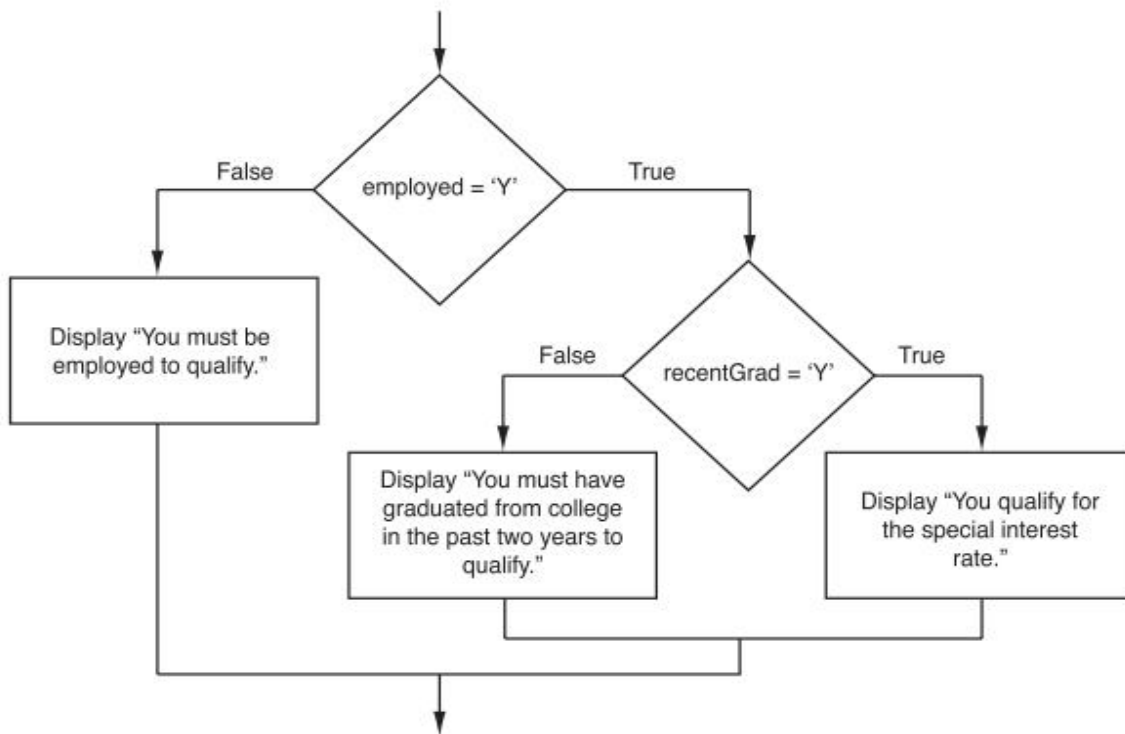 employed = ‘Y’
False
True
Display “You must be
employed to qualify.”
recentGrad = ‘Y’
False
True
Display “You must have
graduated from college
in the past two years to
qualify.”
Display “You qualify for
the special interest
rate.”